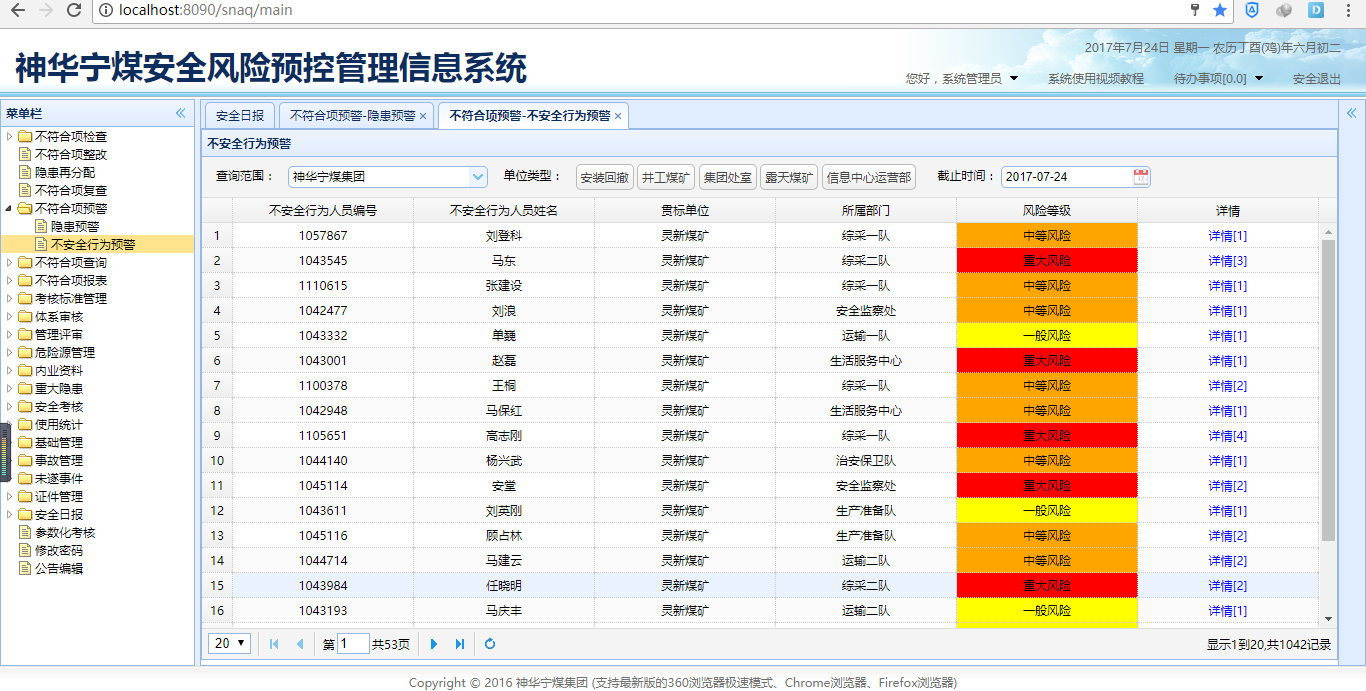 localhost:8090/snaq/main
神华宁煤安全风险预控管理信息系统
2017年7月24日 星期一 农历丁酉(鸡)年六月初二
您好，系统管理员 系统使用视频教程 待办事项[0.0] 安全退出
菜单栏
不符合项检查
不符合项整改
隐患再分配
不符合项复查
不符合项预警
隐患预警
不安全行为预警
不符合项查询
不符合项报表
考核标准管理
体系审核
管理评审
危险源管理
内业资料
重大隐患
安全考核
使用统计
基础管理
事故管理
未遂事件
证件管理
安全日报
参数化考核
修改密码
公告编辑
安全日报 不符合项预警-隐患预警 × 不符合项预警-不安全行为预警 ×
不安全行为预警
查询范围： 神华宁煤集团 单位类型： 安装回撤 井工煤矿 集团处室 露天煤矿 信息中心运营部 截止时间： 2017-07-24
不安全行为人员编号 不安全行为人员姓名 贯标单位 所属部门 风险等级 详情
1 1057867 刘登科 灵新煤矿 综采一队 中等风险 详情[1]
2 1043545 马东 灵新煤矿 综采二队 重大风险 详情[3]
3 1110615 张建设 灵新煤矿 综采一队 中等风险 详情[1]
4 1042477 刘浪 灵新煤矿 安全监察处 中等风险 详情[1]
5 1043332 单巍 灵新煤矿 运输一队 一般风险 详情[1]
6 1043001 赵磊 灵新煤矿 生活服务中心 重大风险 详情[1]
7 1100378 王桐 灵新煤矿 综采一队 中等风险 详情[2]
8 1042948 马保红 灵新煤矿 生活服务中心 中等风险 详情[1]
9 1105651 高志刚 灵新煤矿 综采一队 重大风险 详情[4]
10 1044140 杨兴武 灵新煤矿 治安保卫队 中等风险 详情[1]
11 1045114 安堂 灵新煤矿 安全监察处 重大风险 详情[2]
12 1043611 刘英刚 灵新煤矿 生产准备队 一般风险 详情[1]
13 1045116 顾占林 灵新煤矿 生产准备队 中等风险 详情[2]
14 1044714 马建云 灵新煤矿 运输二队 中等风险 详情[2]
15 1043984 任晓明 灵新煤矿 综采二队 重大风险 详情[2]
16 1043193 马庆丰 灵新煤矿 运输二队 一般风险 详情[1]
20 第 1 共53页 显示1到20,共1042记录
Copyright © 2016 神华宁煤集团 (支持最新版的360浏览器极速模式、Chrome浏览器、Firefox浏览器)